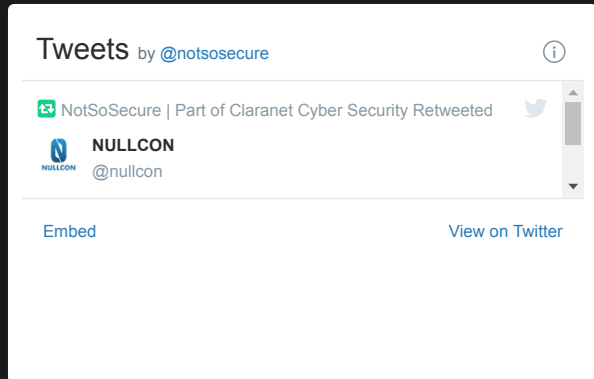 Tweets by @notsosecure
NotSoSecure | Part of Claranet Cyber Security Retweeted
NULLCON
NULLCON
@nullcon
Embed
View on Twitter